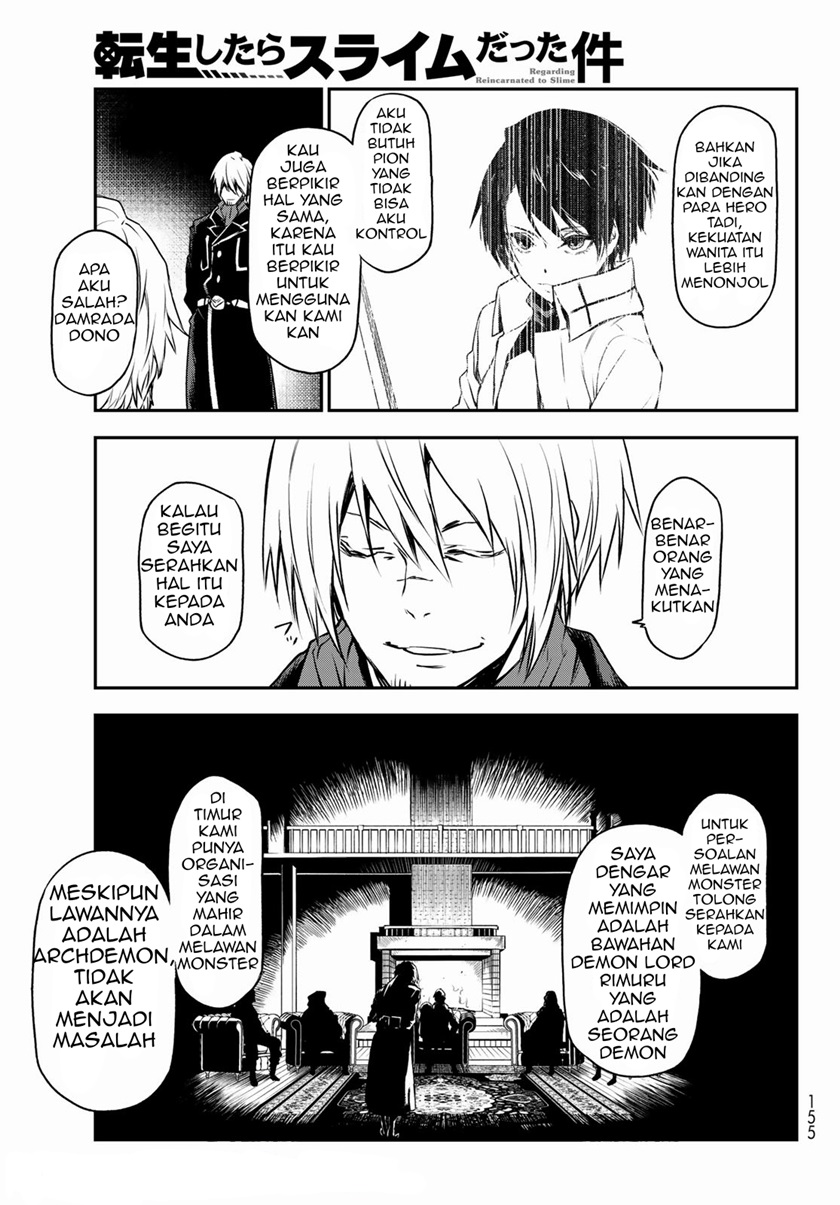 転生したらスライムだった件
Regarding
Reincarnated to Slime
BAHKAN
JIKA
DIBANDING
KAN DENGAN
PARA HERO
TADI,
KEKUATAN
WANITA ITU
LEBIH
MENONJOL
AKU
TIDAK
BUTUH
PION
YANG
TIDAK
BISA
AKU
KONTROL
KAU
JUGA
BERPIKIR
HAL YANG
SAMA,
KARENA
ITU KAU
BERPIKIR
UNTUK
MENGGUNA
KAN KAMI
KAN
APA
AKU
SALAH?
DAMRADA
DONO
BENAR-
BENAR
ORANG
YANG
MENA-
KUTKAN
KALAU
BEGITU
SAYA
SERAHKAN
HAL ITU
KEPADA
ANDA
UNTUK
PER-
SOALAN
MELAWAN
MONSTER
TOLONG
SERAHKAN
KEPADA
KAMI
SAYA
DENGAR
YANG
MEMIMPIN
ADALAH
BAWAHAN
DEMON LORD
RIMURU
YANG
ADALAH
SEORANG
DEMON
DI
TIMUR
KAMI
PUNYA
ORGANI-
SASI
YANG
MAHIR
DALAM
MELAWAN
MONSTER
MESKIPUN
LAWANNYA
ADALAH
ARCHDEMON,
TIDAK
AKAN
MENJADI
MASALAH
155